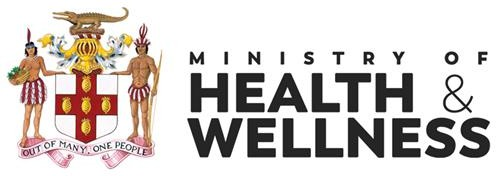 OUT OF MANY, ONE PEOPLE
MINISTRY OF
HEALTH &
WELLNESS